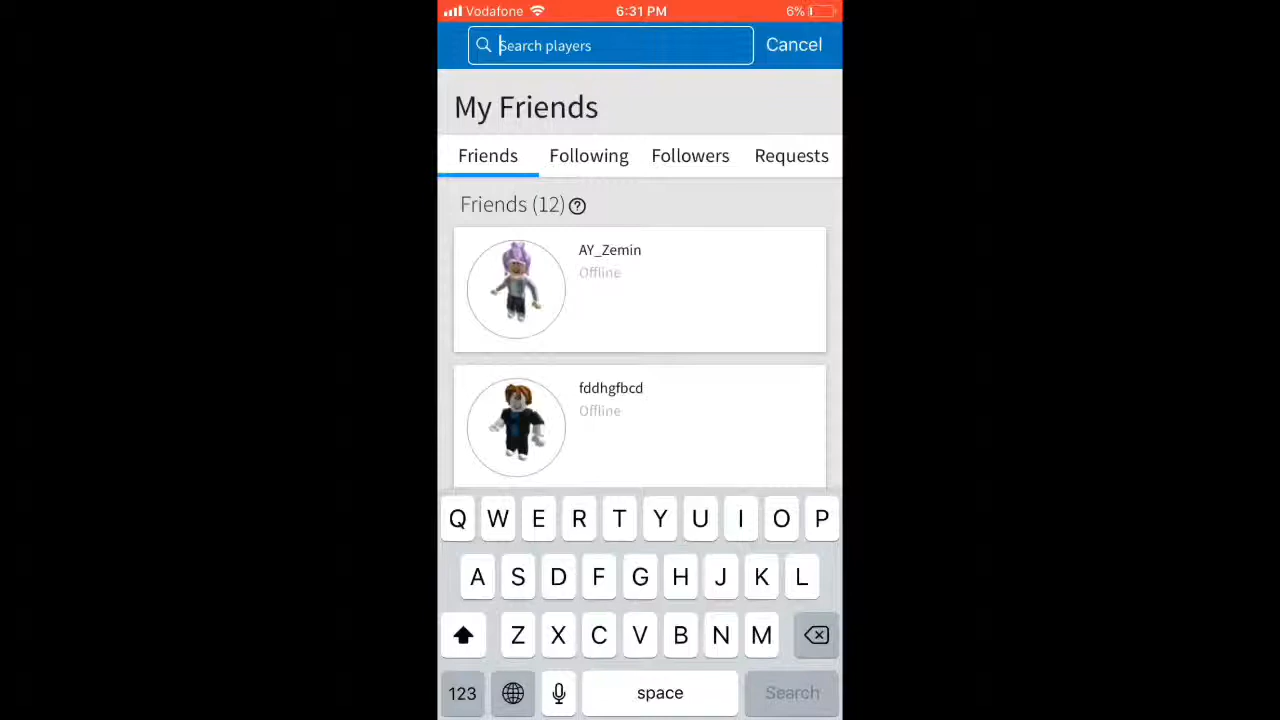 Vodafone 6:31 PM 6%
Search players Cancel
My Friends
Friends Following Followers Requests
Friends (12) ?
AY_Zemin
Offline
fddhgfbcd
Offline
Q W E R T Y U I O P
A S D F G H J K L
Z X C V B N M
123 space Search